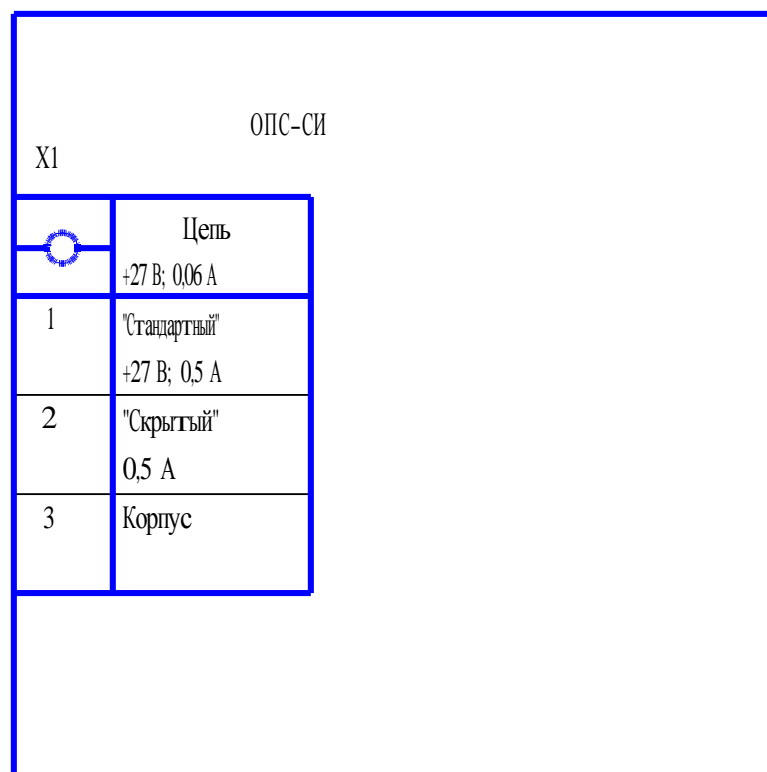 ОПС-СИ
X1
Цепь
+27 В; 0,06 А
1 "Стандартный"
+27 В; 0,5 А
2 "Скрытый"
0,5 А
3 Корпус